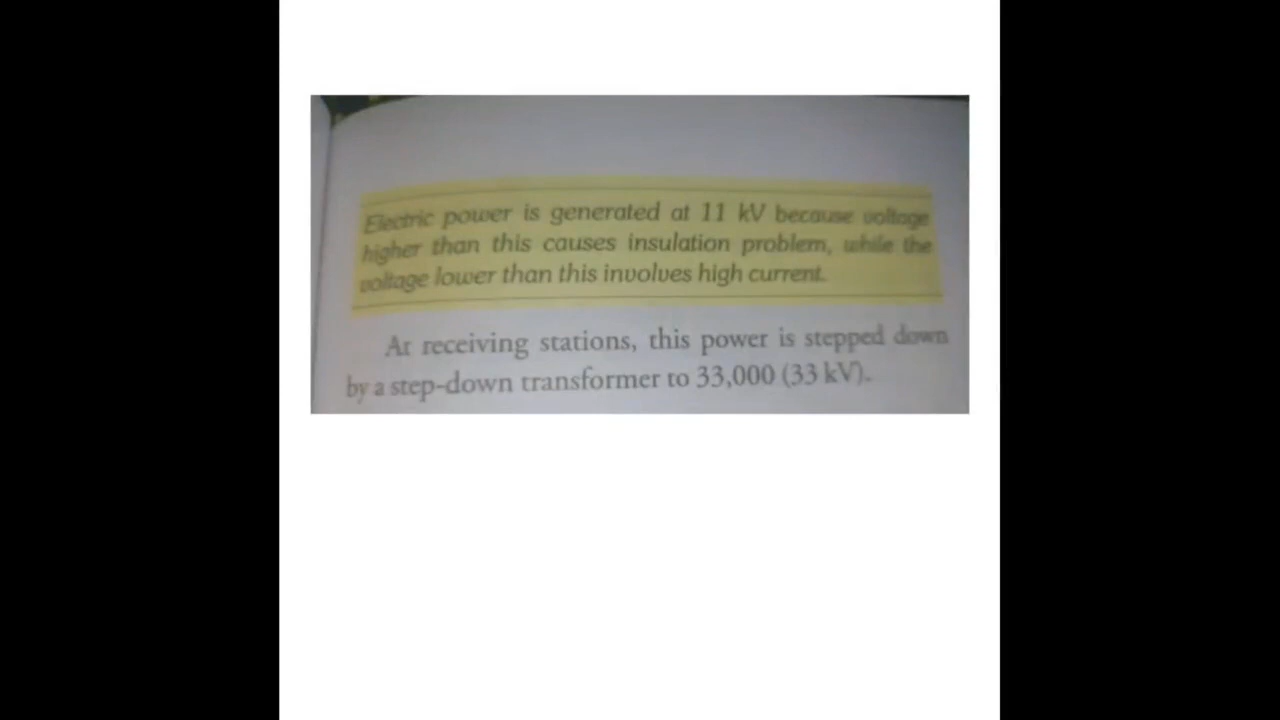 Electric power is generated at 11 kV because voltage
higher than this causes insulation problem, while the
voltage lower than this involves high current.
At receiving stations, this power is stepped down
by a step-down transformer to 33,000 (33 kV).